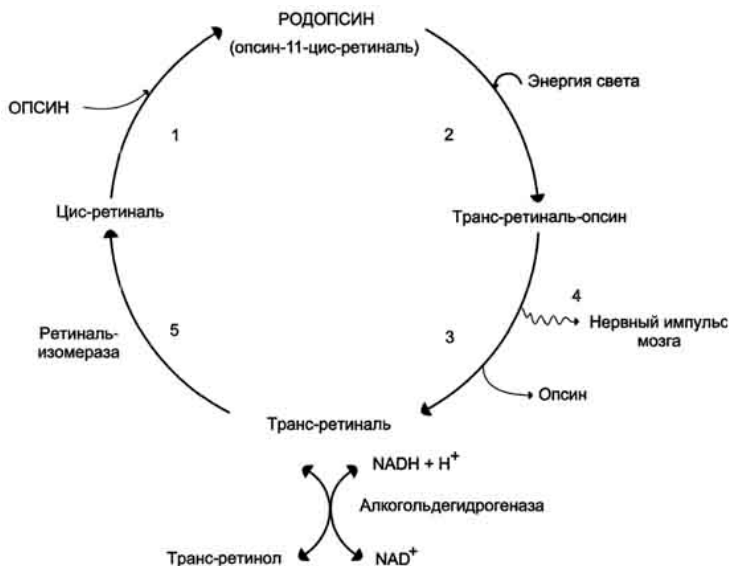 РОДОПСИН
(опсин-11-цис-ретиналь)
Энергия света
ОПСИН
1
2
Цис-ретиналь
Транс-ретиналь-опсин
4
Нервный импульс
мозга
Ретиналь-
изомераза
5
3
Опсин
Транс-ретиналь
NADH + H⁺
Алкогольдегидрогеназа
Транс-ретинол
NAD⁺